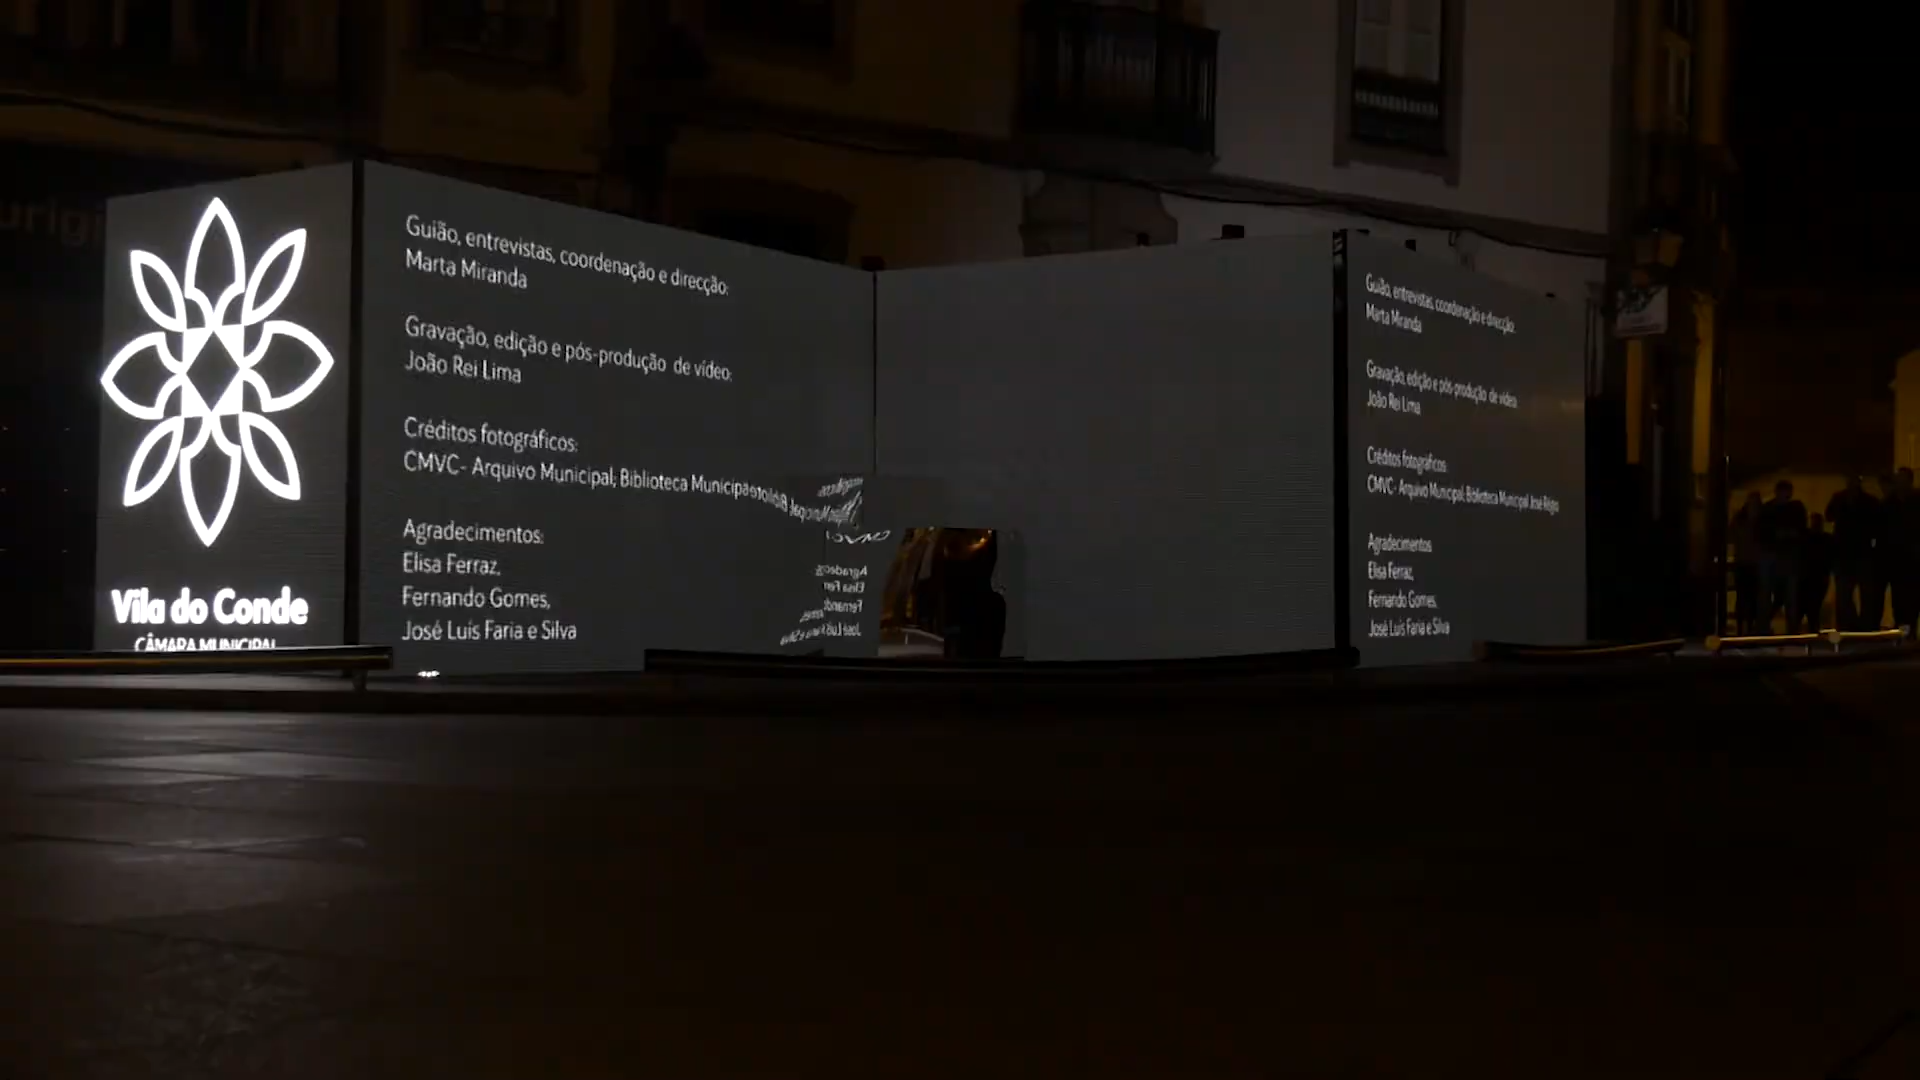 Vila do Conde
CÂMARA MUNICIPAL
Guião, entrevistas, coordenação e direcção:
Marta Miranda
Gravação, edição e pós-produção de vídeo:
João Rei Lima
Créditos fotográficos:
CMVC- Arquivo Municipal; Biblioteca Municipa
Agradecimentos:
Elisa Ferraz,
Fernando Gomes,
José Luís Faria e Silva
Guião, entrevistas, coordenação e direcção:
Marta Miranda
Gravação, edição e pós-produção de vídeo:
João Rei Lima
Créditos fotográficos:
CMVC- Arquivo Municipal; Biblioteca Municipal José Régio
Agradecimentos:
Elisa Ferraz,
Fernando Gomes,
José Luís Faria e Silva